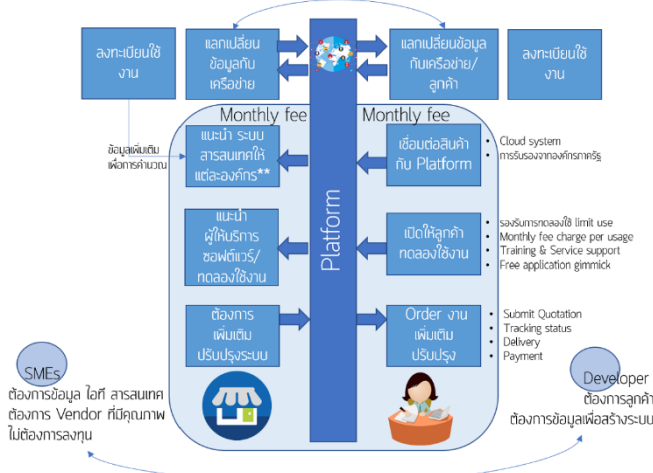 ลงทะเบียนใช้
งาน
แลกเปลี่ยน
ข้อมูลกับ
เครือข่าย
แลกเปลี่ยนข้อมูล
กับเครือข่าย/
ลูกค้า
ลงทะเบียนใช้
งาน
Monthly fee
Monthly fee
ข้อมูลเพิ่มเติม
เพื่อการคำนวณ
แนะนำ ระบบ
สารสนเทศให้
แต่ละองค์กร**
Platform
เชื่อมต่อสินค้า
กับ Platform
• Cloud system
• การรับรองจากองค์กรภาครัฐ
แนะนำ
ผู้ให้บริการ
ซอฟต์แวร์/
ทดลองใช้งาน
เปิดให้ลูกค้า
ทดลองใช้งาน
• รองรับการทดลองใช้ limit use
• Monthly fee charge per usage
• Training & Service support
• Free application gimmick
ต้องการ
เพิ่มเติม
ปรับปรุงระบบ
Order งาน
เพิ่มเติม
ปรับปรุง
• Submit Quotation
• Tracking status
• Delivery
• Payment
SMEs
ต้องการข้อมูล ไอที สารสนเทศ
ต้องการ Vendor ที่มีคุณภาพ
ไม่ต้องการลงทุน
Developer
ต้องการลูกค้า
ต้องการข้อมูลเพื่อสร้างระบบ